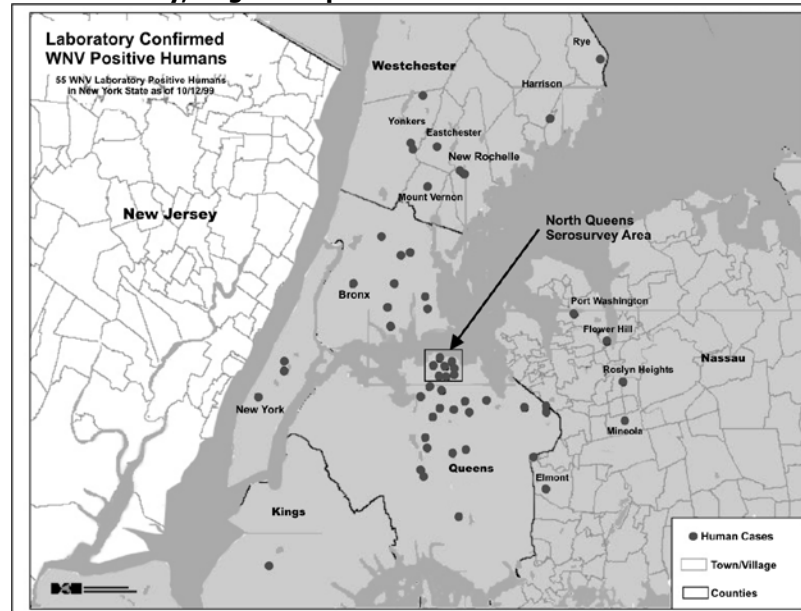 Laboratory Confirmed
WNV Positive Humans
55 WNV Laboratory Positive Humans
in New York State as of 10/12/99
Rye
Westchester
Harrison
Yonkers
Eastchester
New Rochelle
Mount Vernon
New Jersey
North Queens
Serosurvey Area
Bronx
Port Washington
Flower Hill
Nassau
Roslyn Heights
New York
Mineola
Queens
Elmont
Kings
Human Cases
Town/Village
Counties